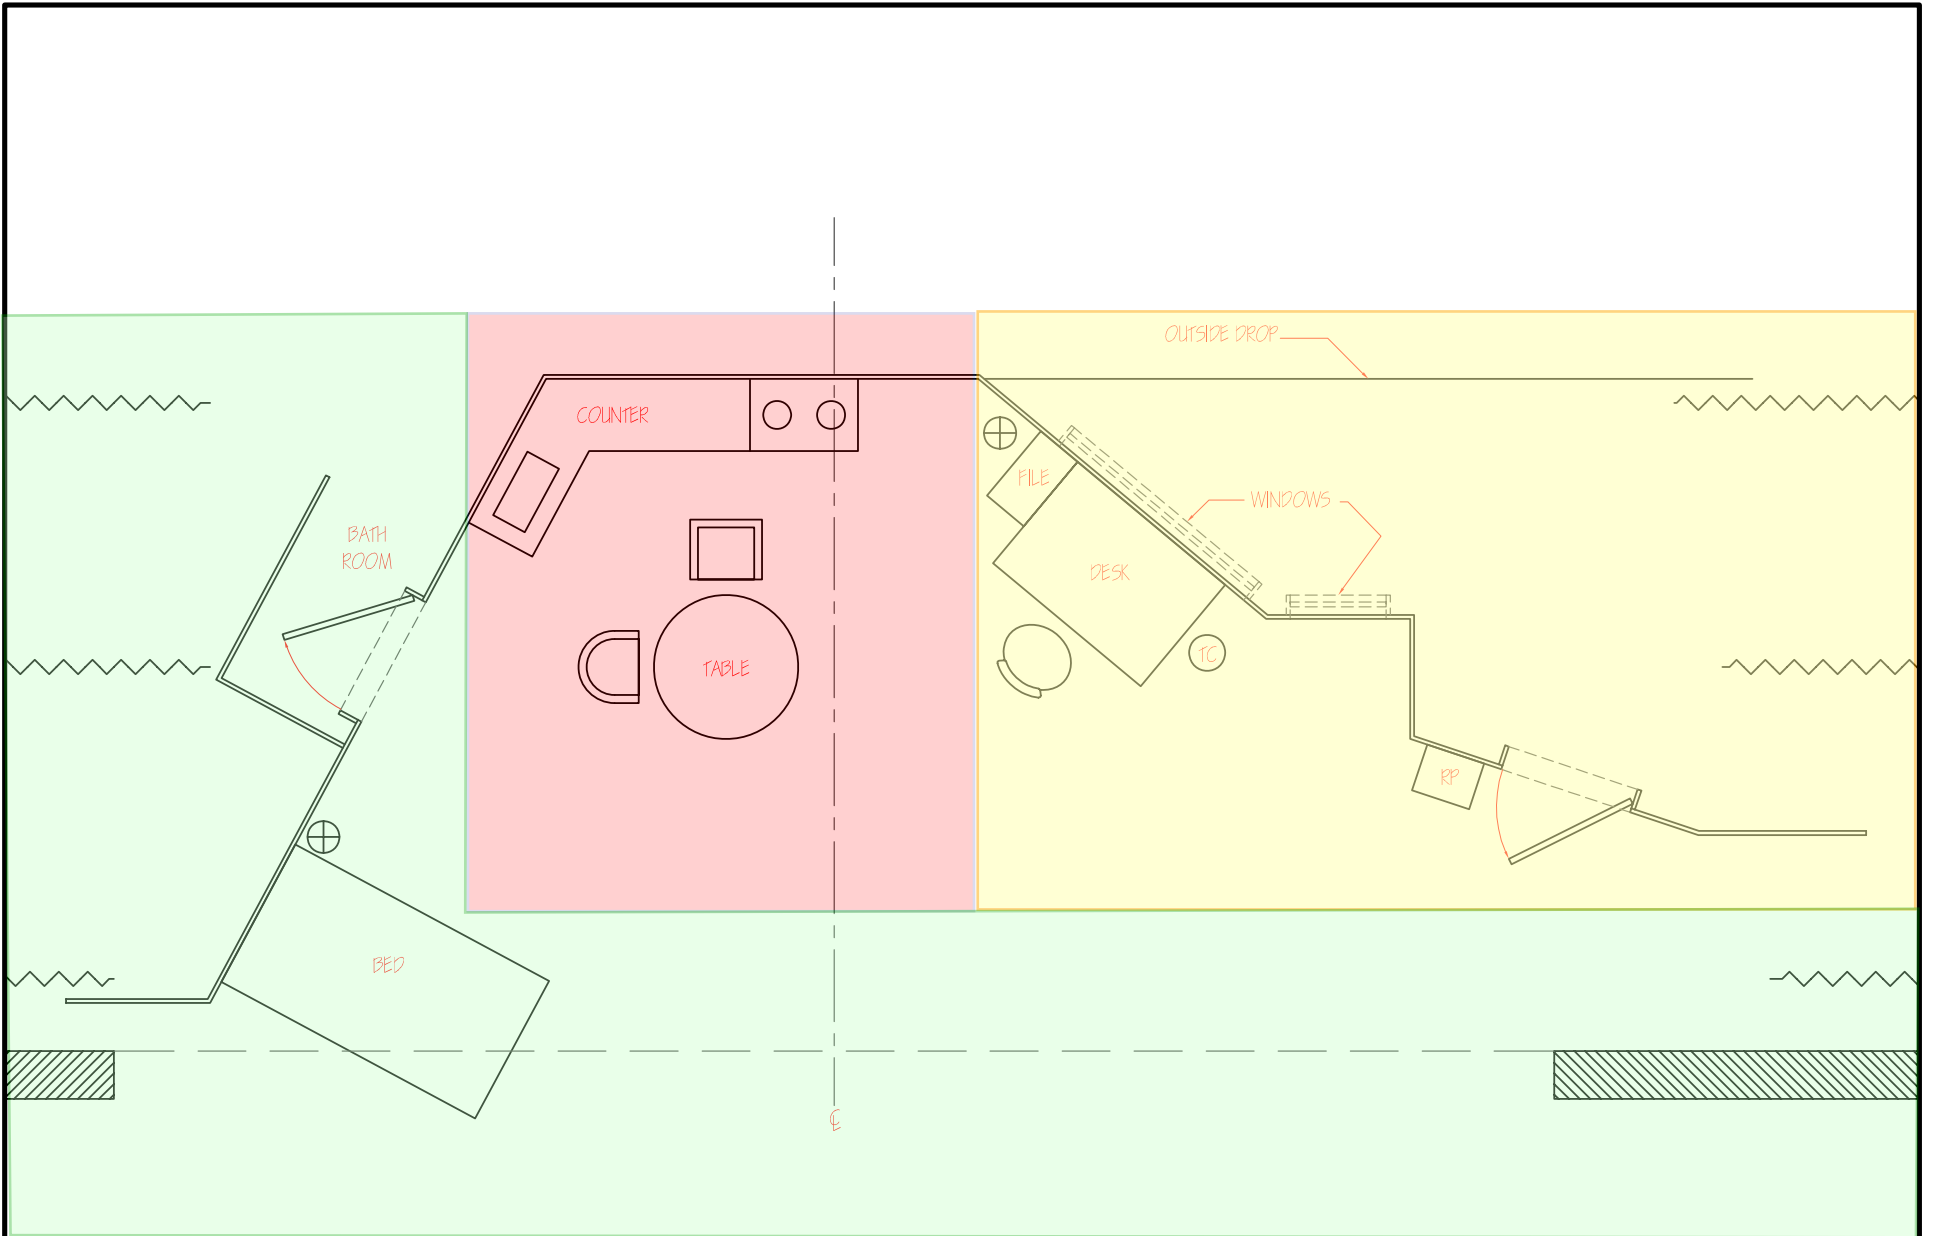 OUTSIDE DROP
COUNTER
FILE
WINDOWS
BATH
ROOM
DESK
TC
TABLE
RP
BED
℄